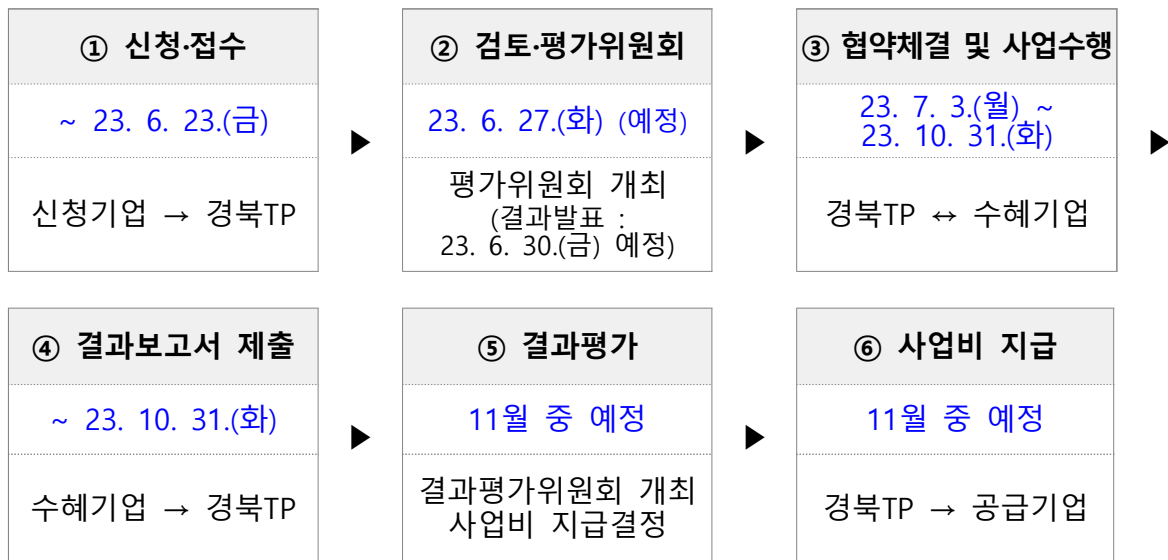 ① 신청·접수
~ 23. 6. 23.(금)
신청기업 → 경북TP
▶
② 검토·평가위원회
23. 6. 27.(화) (예정)
평가위원회 개최
(결과발표 :
23. 6. 30.(금) 예정)
▶
③ 협약체결 및 사업수행
23. 7. 3.(월) ~
23. 10. 31.(화)
경북TP ↔ 수혜기업
▶
④ 결과보고서 제출
~ 23. 10. 31.(화)
수혜기업 → 경북TP
▶
⑤ 결과평가
11월 중 예정
결과평가위원회 개최
사업비 지급결정
▶
⑥ 사업비 지급
11월 중 예정
경북TP → 공급기업